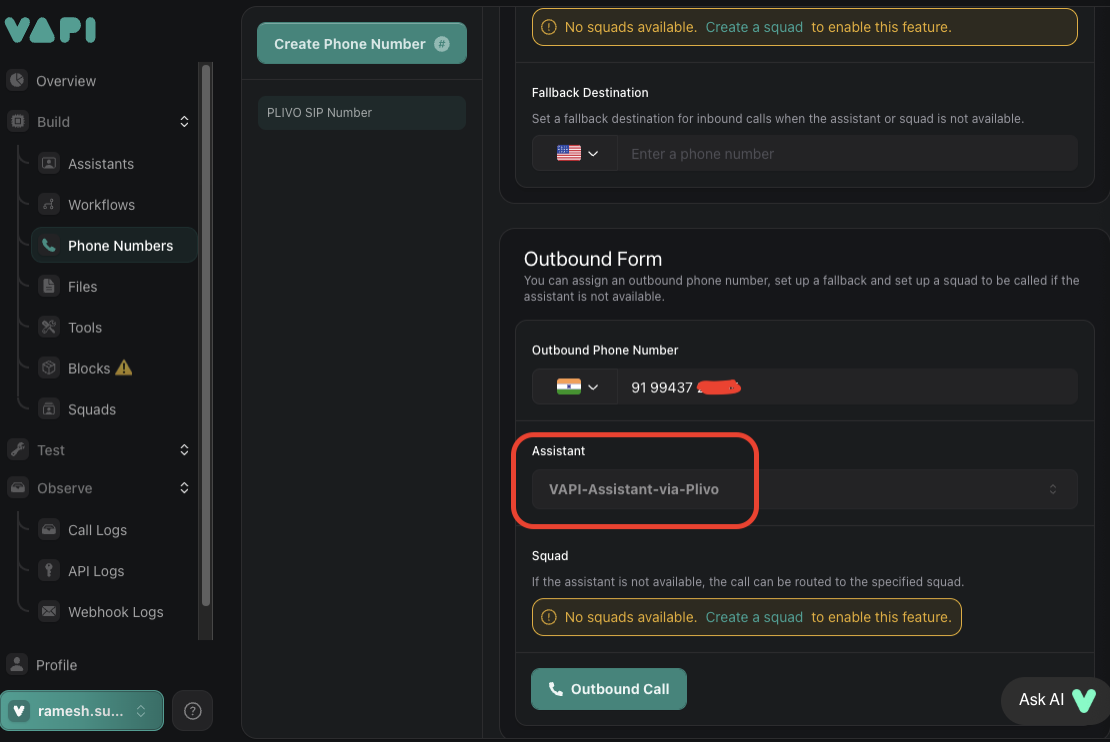 VAPI
Overview
Build
Assistants
Workflows
Phone Numbers
Files
Tools
Blocks
Squads
Test
Observe
Call Logs
API Logs
Webhook Logs
Profile
ramesh.su...
Create Phone Number #
PLIVO SIP Number
No squads available. Create a squad to enable this feature.
Fallback Destination
Set a fallback destination for inbound calls when the assistant or squad is not available.
Enter a phone number
Outbound Form
You can assign an outbound phone number, set up a fallback and set up a squad to be called if the
assistant is not available.
Outbound Phone Number
91 99437
Assistant
VAPI-Assistant-via-Plivo
Squad
If the assistant is not available, the call can be routed to the specified squad.
No squads available. Create a squad to enable this feature.
Outbound Call
Ask AI